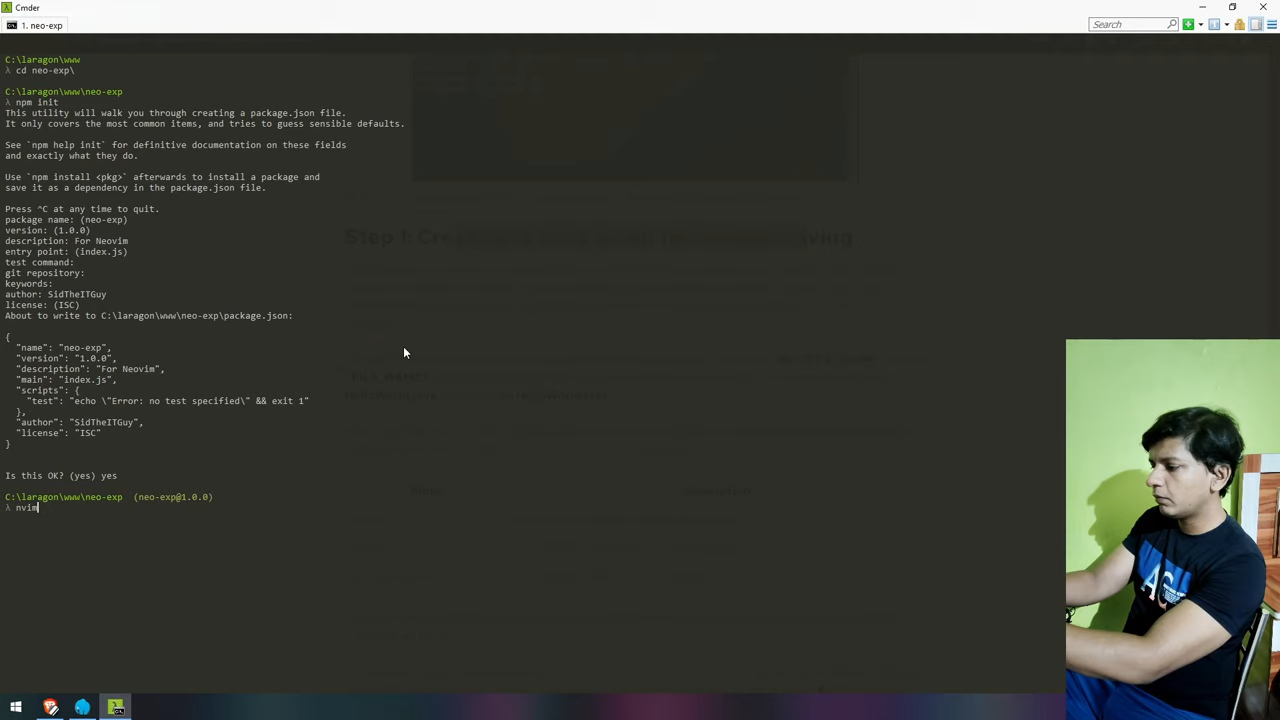 Cmder
1. neo-exp
Search
C:\laragon\www
λ cd neo-exp\
C:\laragon\www\neo-exp
λ npm init
This utility will walk you through creating a package.json file.
It only covers the most common items, and tries to guess sensible defaults.
See `npm help init` for definitive documentation on these fields
and exactly what they do.
Use `npm install <pkg>` afterwards to install a package and
save it as a dependency in the package.json file.
Press ^C at any time to quit.
package name: (neo-exp)
version: (1.0.0)
description: For Neovim
entry point: (index.js)
test command:
git repository:
keywords:
author: SidTheITGuy
license: (ISC)
About to write to C:\laragon\www\neo-exp\package.json:
{
  "name": "neo-exp",
  "version": "1.0.0",
  "description": "For Neovim",
  "main": "index.js",
  "scripts": {
    "test": "echo \"Error: no test specified\" && exit 1"
  },
  "author": "SidTheITGuy",
  "license": "ISC"
}
Is this OK? (yes) yes
C:\laragon\www\neo-exp  (neo-exp@1.0.0)
λ nvim